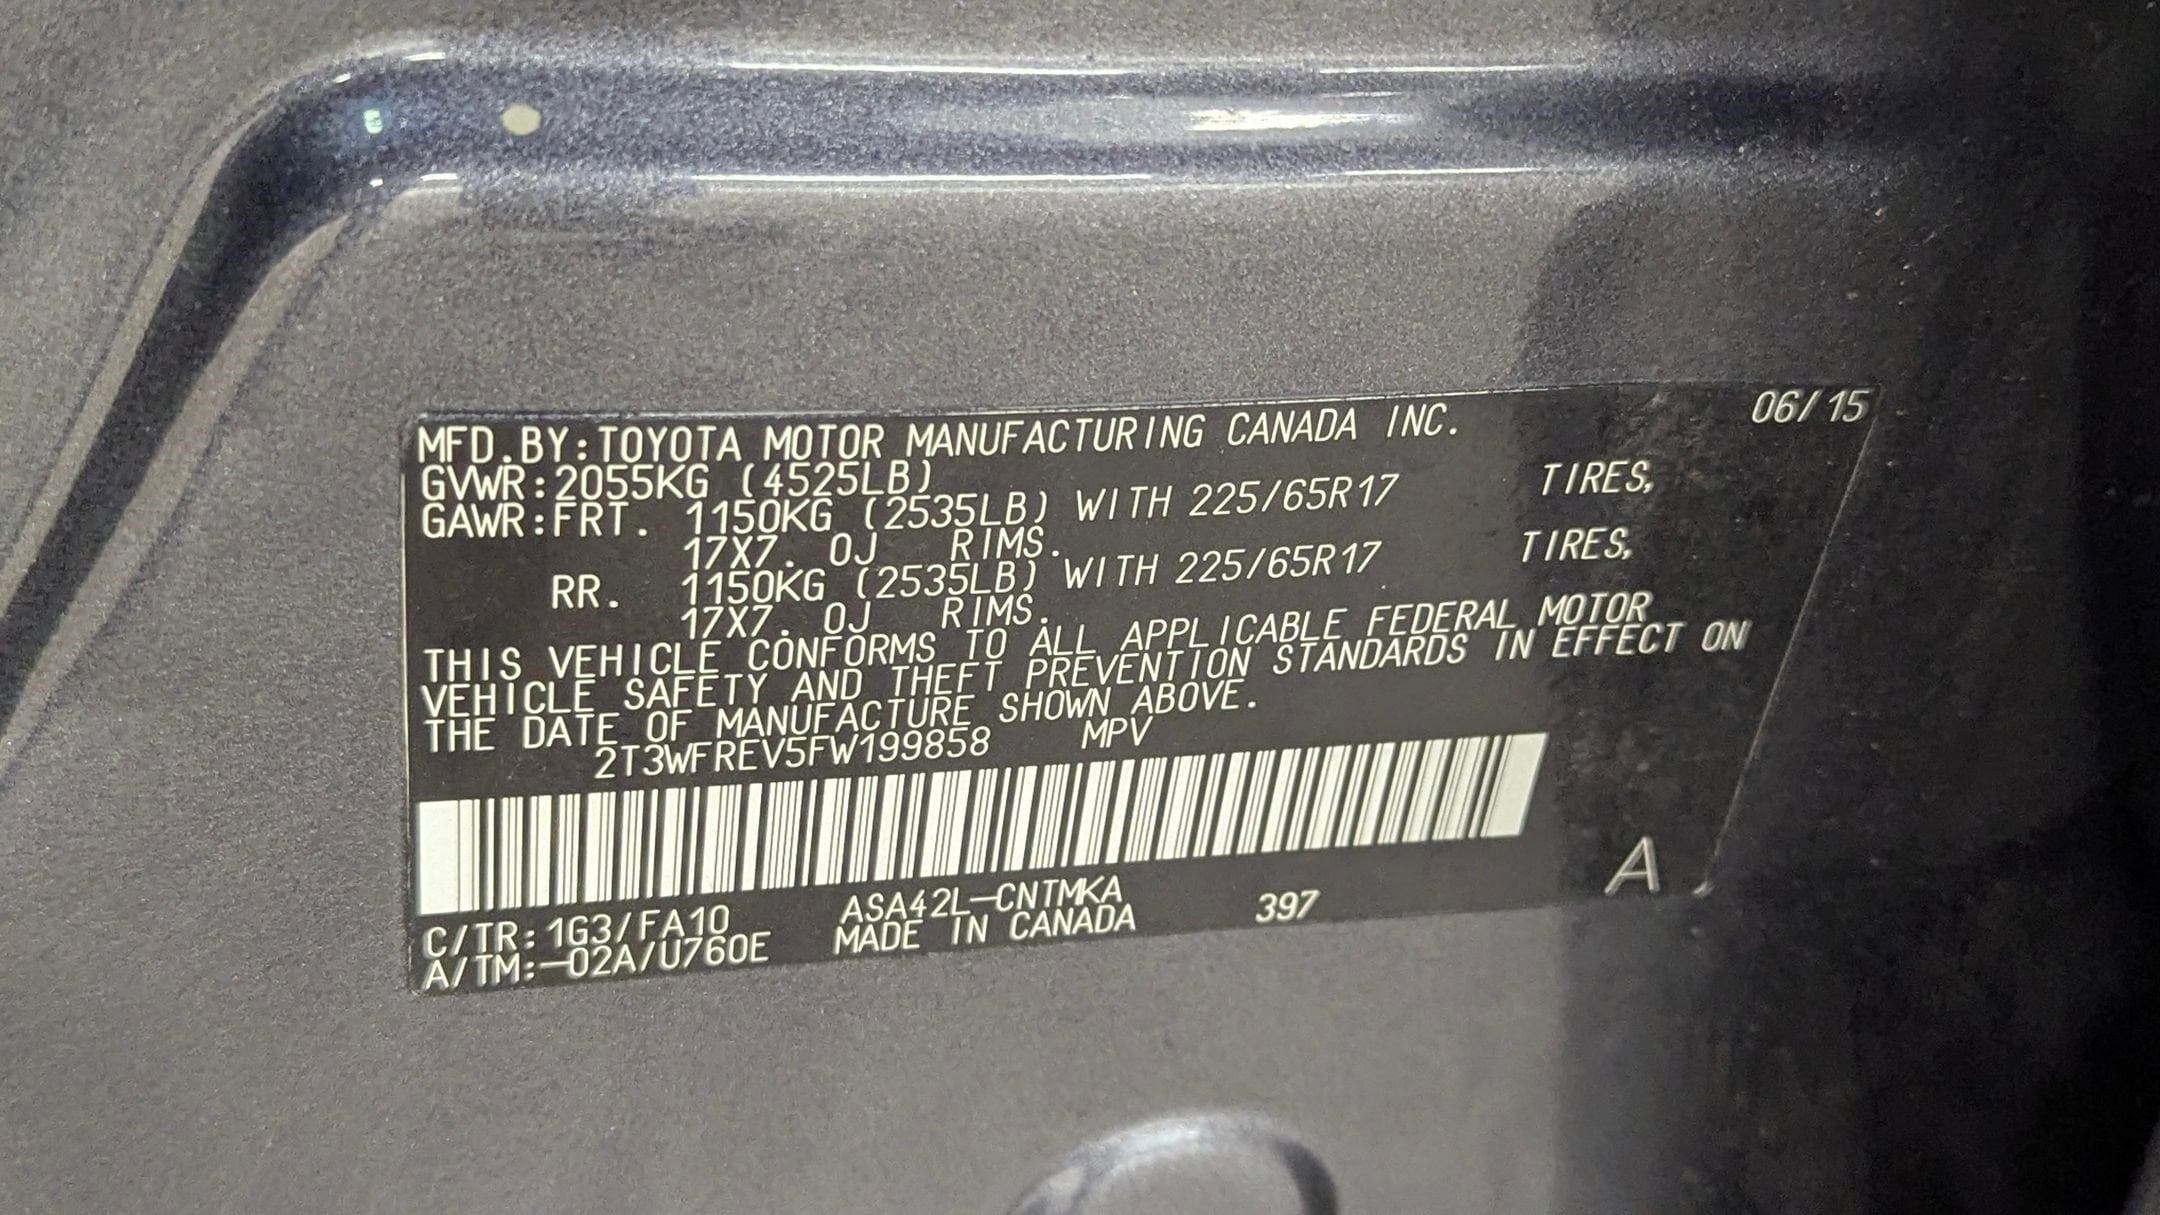 06/15
MFD.BY:TOYOTA MOTOR MANUFACTURING CANADA INC.
GVWR:2055KG (4525LB)
GAWR:FRT. 1150KG (2535LB) WITH 225/65R17 TIRES,
17X7. 0J RIMS.
RR. 1150KG (2535LB) WITH 225/65R17 TIRES,
17X7. 0J RIMS.
THIS VEHICLE CONFORMS TO ALL APPLICABLE FEDERAL MOTOR
VEHICLE SAFETY AND THEFT PREVENTION STANDARDS IN EFFECT ON
THE DATE OF MANUFACTURE SHOWN ABOVE.
2T3WFREV5FW199858 MPV
C/TR:1G3/FA10 ASA42L-CNTMKA 397 A
A/TM:-02A/U760E MADE IN CANADA